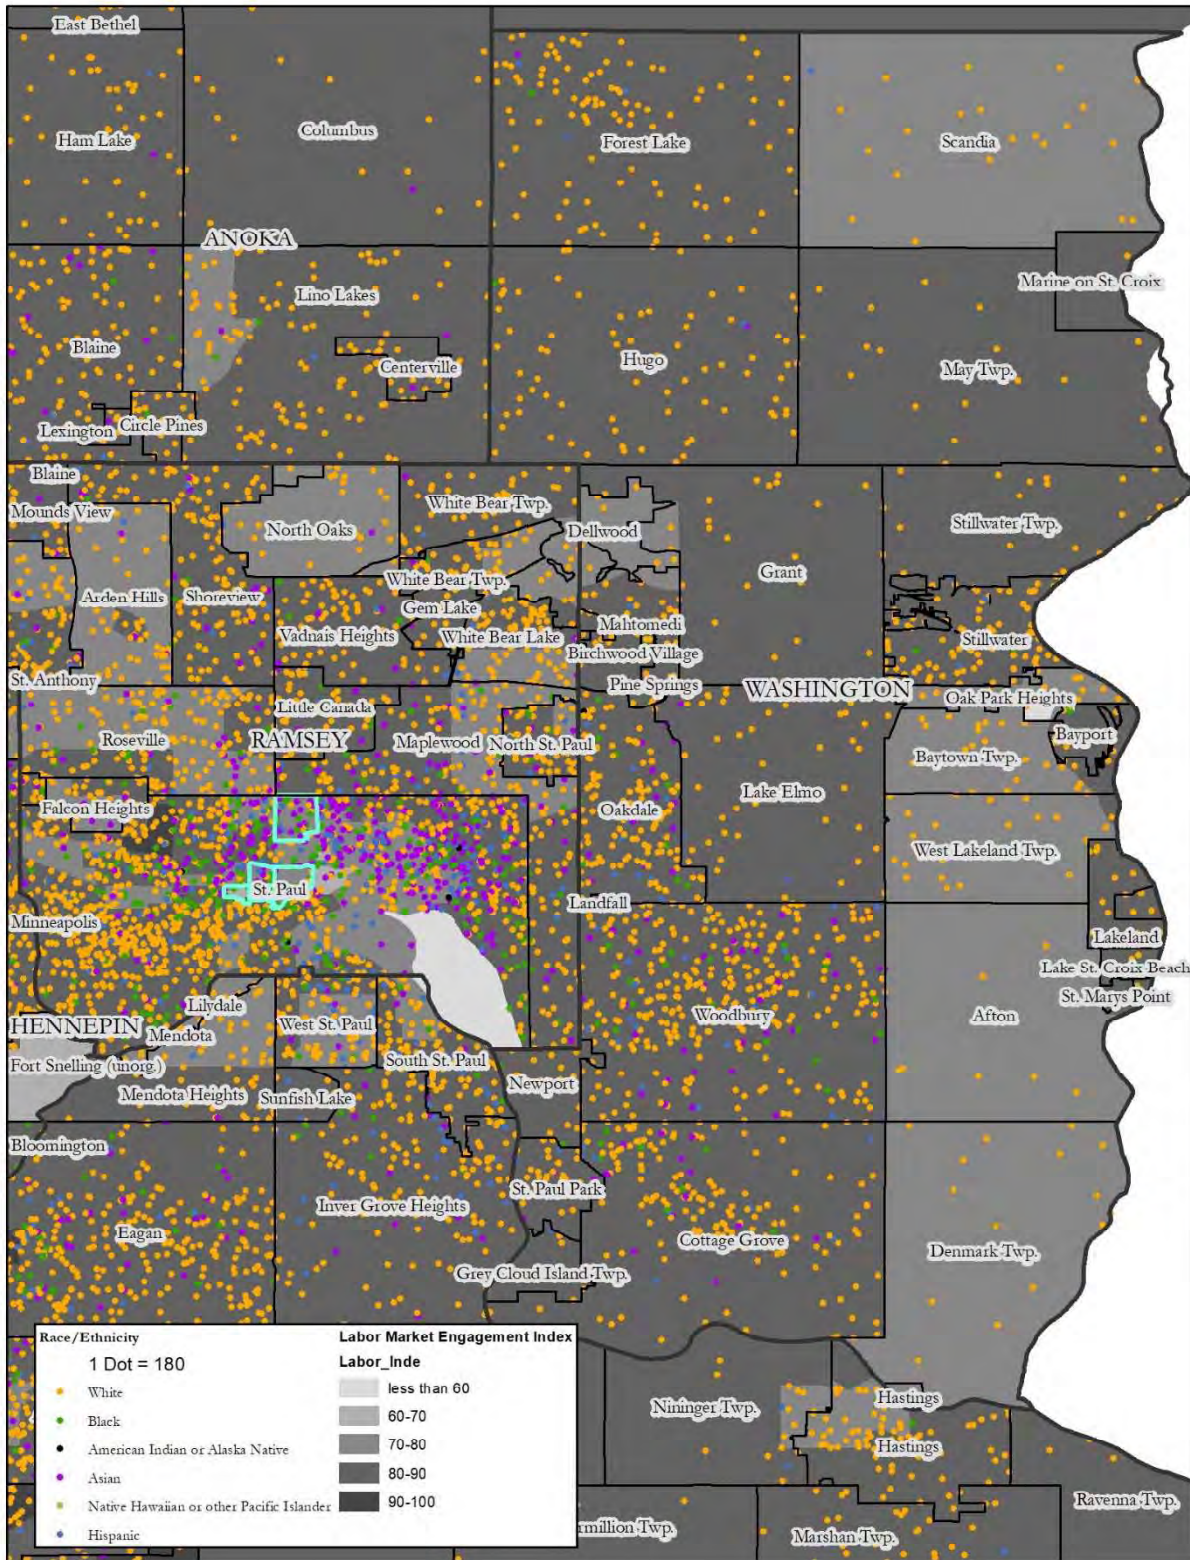 East Bethel
Ham Lake
Columbus
Forest Lake
Scandia
ANOKA
Marine on St. Croix
Lino Lakes
Blaine
Centerville
Hugo
May Twp.
Lexington
Circle Pines
Blaine
Mounds View
White Bear Twp.
North Oaks
Dellwood
Stillwater Twp.
White Bear Twp.
Grant
Arden Hills
Shoreview
Gem Lake
Vadnais Heights
White Bear Lake
Mahtomedi
Stillwater
Birchwood Village
St. Anthony
Pine Springs
WASHINGTON
Oak Park Heights
Little Canada
Roseville
RAMSEY
Maplewood
North St. Paul
Bayport
Baytown Twp.
Falcon Heights
Oakdale
Lake Elmo
West Lakeland Twp.
St. Paul
Landfall
Minneapolis
Lakeland
Lake St. Croix Beach
St. Marys Point
Lilydale
Woodbury
Afton
HENNEPIN
Mendota
West St. Paul
Fort Snelling (unorg.)
South St. Paul
Newport
Mendota Heights
Sunfish Lake
Bloomington
St. Paul Park
Inver Grove Heights
Eagan
Cottage Grove
Denmark Twp.
Grey Cloud Island Twp.
Race/Ethnicity
1 Dot = 180
White
Black
American Indian or Alaska Native
Asian
Native Hawaiian or other Pacific Islander
Hispanic
Labor Market Engagement Index
Labor_Inde
less than 60
60-70
70-80
80-90
90-100
Nininger Twp.
Hastings
Hastings
Ravenna Twp.
rmillion Twp.
Marshan Twp.